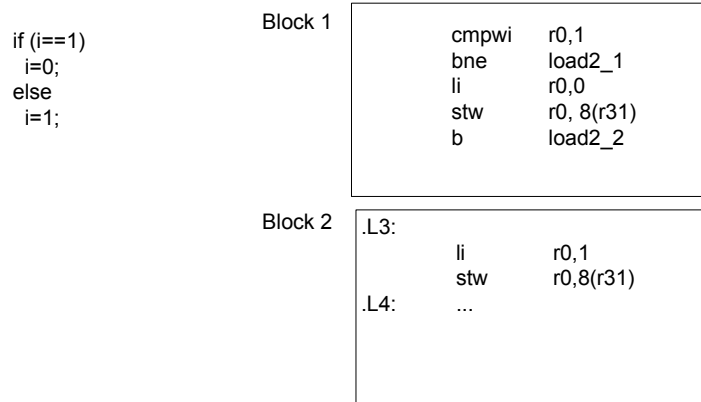 if (i==1)
i=0;
else
i=1;
Block 1
cmpwi r0,1
bne load2_1
li r0,0
stw r0, 8(r31)
b load2_2
Block 2
.L3:
li r0,1
stw r0,8(r31)
.L4: ...